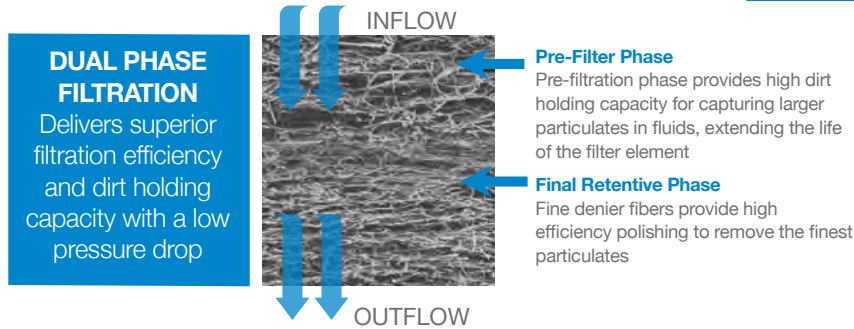 INFLOW
DUAL PHASE
FILTRATION
Delivers superior
filtration efficiency
and dirt holding
capacity with a low
pressure drop
Pre-Filter Phase
Pre-filtration phase provides high dirt
holding capacity for capturing larger
particulates in fluids, extending the life
of the filter element
Final Retentive Phase
Fine denier fibers provide high
efficiency polishing to remove the finest
particulates
OUTFLOW